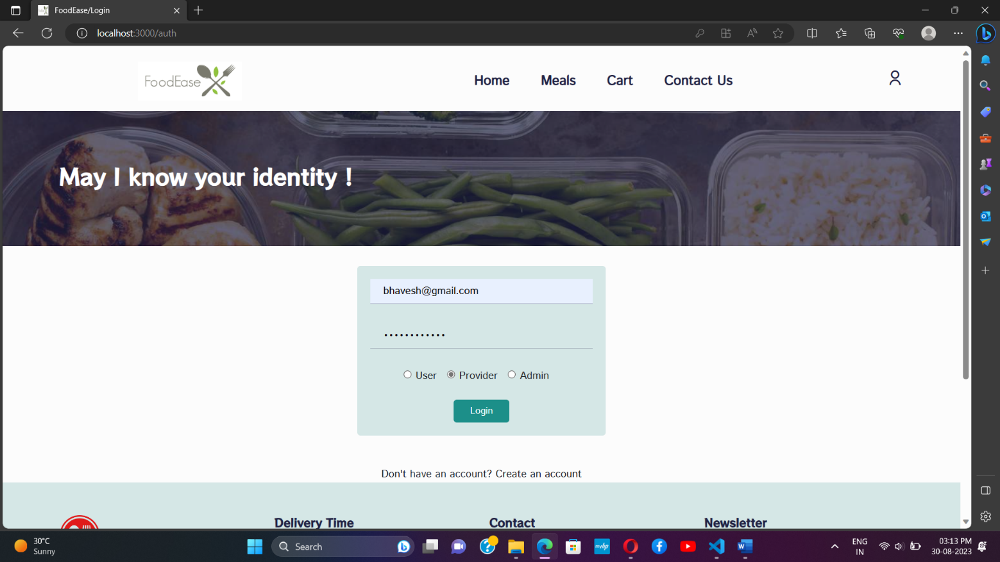 FoodEase/Login
localhost:3000/auth
FoodEase
Home Meals Cart Contact Us
May I know your identity !
bhavesh@gmail.com
User Provider Admin
Login
Don't have an account? Create an account
Delivery Time Contact Newsletter
30°C
Sunny
Search
myhp
ENG
IN
03:13 PM
30-08-2023